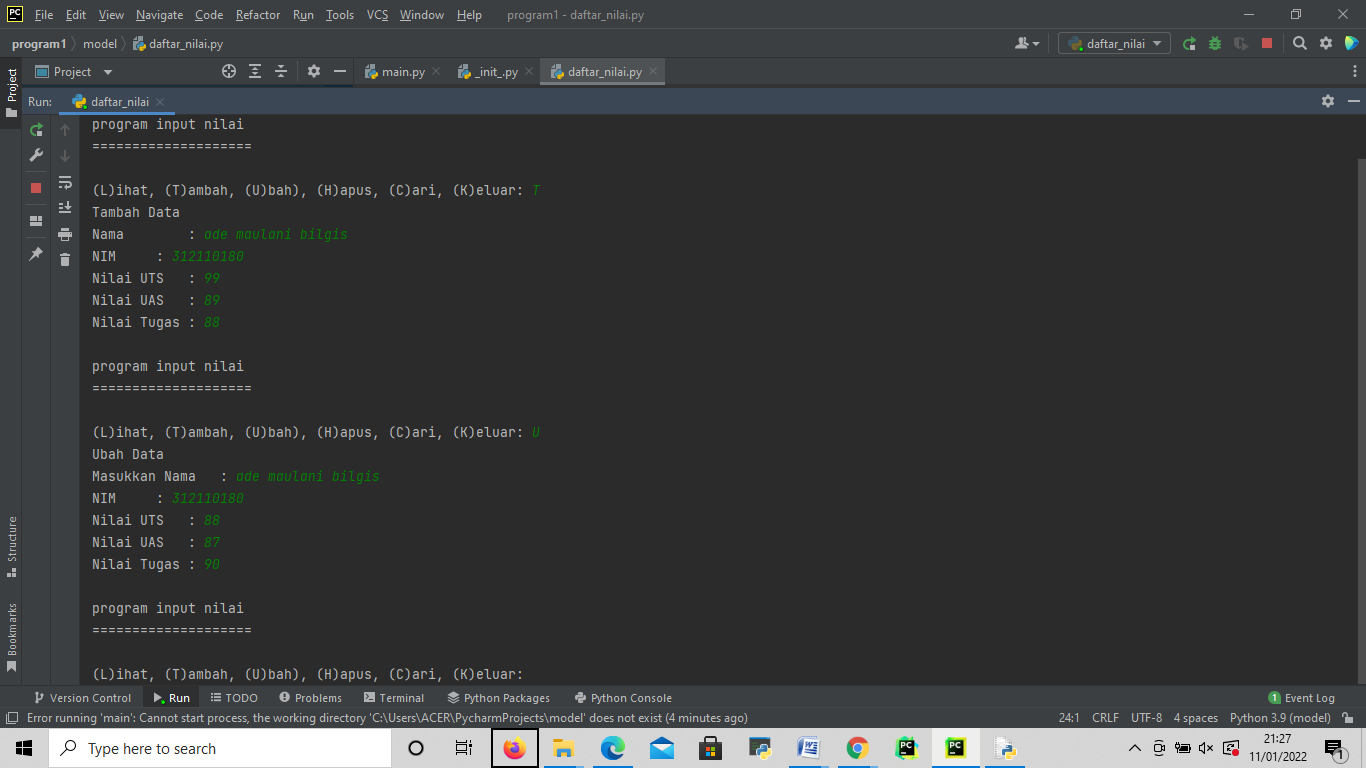 PC File Edit View Navigate Code Refactor Run Tools VCS Window Help program1 - daftar_nilai.py
program1 model daftar_nilai.py daftar_nilai
Project main.py _init_.py daftar_nilai.py
Project
Run: daftar_nilai
program input nilai
====================
(L)ihat, (T)ambah, (U)bah), (H)apus, (C)ari, (K)eluar: T
Tambah Data
Nama : ade maulani bilgis
NIM : 312110180
Nilai UTS : 99
Nilai UAS : 89
Nilai Tugas : 88
program input nilai
====================
(L)ihat, (T)ambah, (U)bah), (H)apus, (C)ari, (K)eluar: U
Ubah Data
Masukkan Nama : ade maulani bilgis
NIM : 312110180
Nilai UTS : 88
Nilai UAS : 87
Nilai Tugas : 90
program input nilai
====================
(L)ihat, (T)ambah, (U)bah), (H)apus, (C)ari, (K)eluar:
Structure
Bookmarks
Version Control Run TODO Problems Terminal Python Packages Python Console 1 Event Log
Error running 'main': Cannot start process, the working directory 'C:\Users\ACER\PycharmProjects\model' does not exist (4 minutes ago) 24:1 CRLF UTF-8 4 spaces Python 3.9 (model)
Type here to search W PC PC 21:27
11/01/2022 1